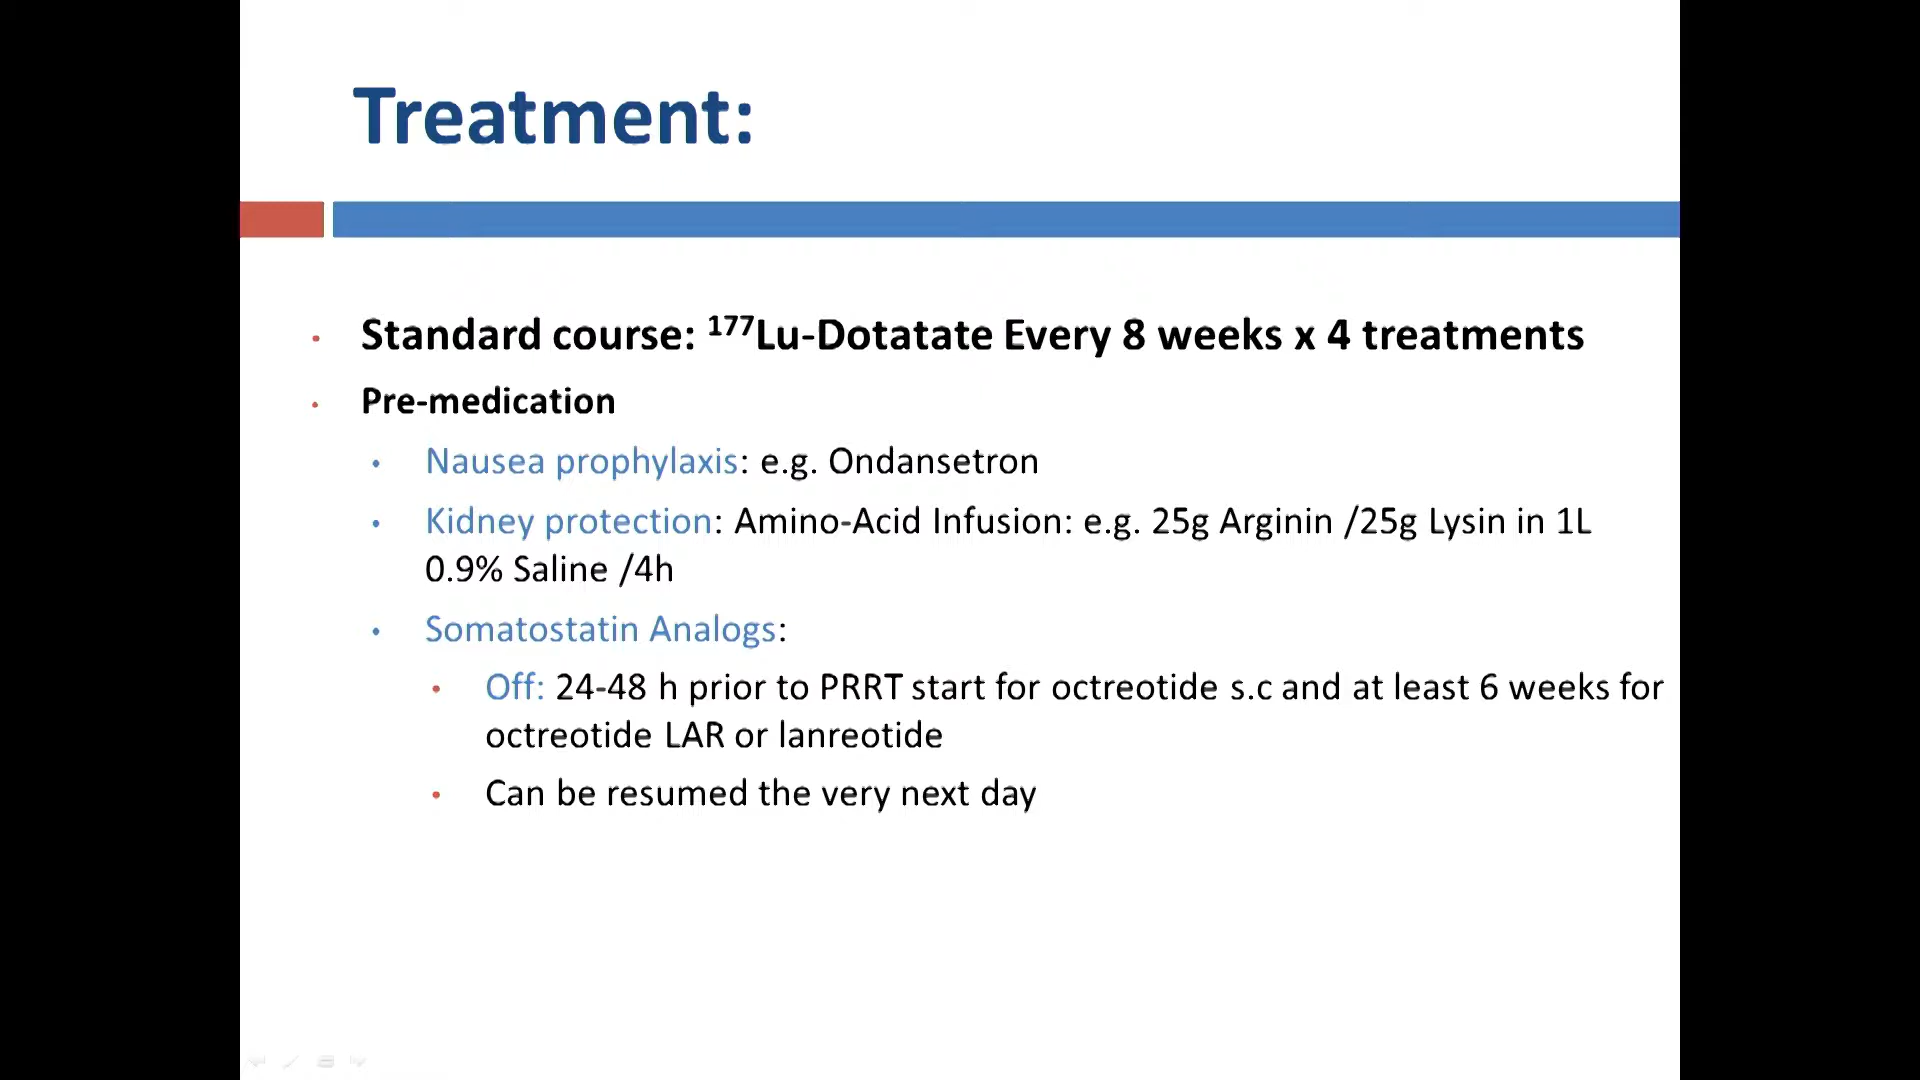 Treatment:
• Standard course: ¹⁷⁷Lu-Dotatate Every 8 weeks x 4 treatments
• Pre-medication
• Nausea prophylaxis: e.g. Ondansetron
• Kidney protection: Amino-Acid Infusion: e.g. 25g Arginin /25g Lysin in 1L
0.9% Saline /4h
• Somatostatin Analogs:
• Off: 24-48 h prior to PRRT start for octreotide s.c and at least 6 weeks for
octreotide LAR or lanreotide
• Can be resumed the very next day